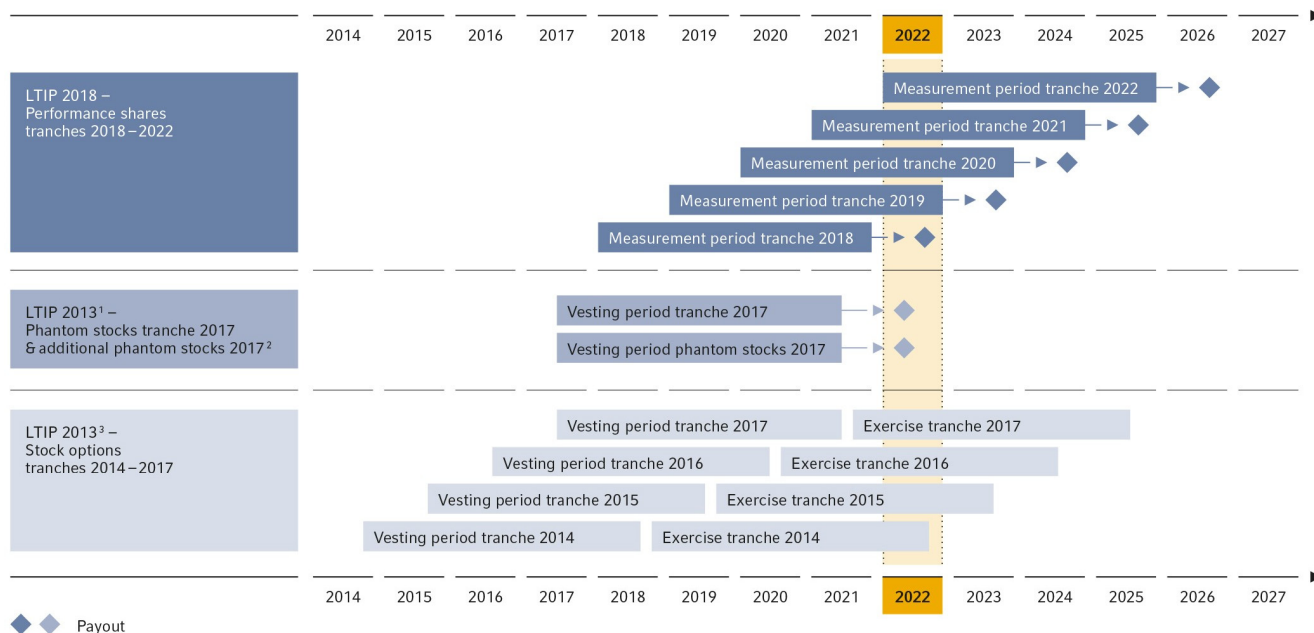 2014 2015 2016 2017 2018 2019 2020 2021 2022 2023 2024 2025 2026 2027
LTIP 2018 –
Performance shares
tranches 2018–2022
Measurement period tranche 2022
Measurement period tranche 2021
Measurement period tranche 2020
Measurement period tranche 2019
Measurement period tranche 2018
LTIP 2013¹ –
Phantom stocks tranche 2017
& additional phantom stocks 2017²
Vesting period tranche 2017
Vesting period phantom stocks 2017
LTIP 2013³ –
Stock options
tranches 2014–2017
Vesting period tranche 2017 Exercise tranche 2017
Vesting period tranche 2016 Exercise tranche 2016
Vesting period tranche 2015 Exercise tranche 2015
Vesting period tranche 2014 Exercise tranche 2014
2014 2015 2016 2017 2018 2019 2020 2021 2022 2023 2024 2025 2026 2027
Payout